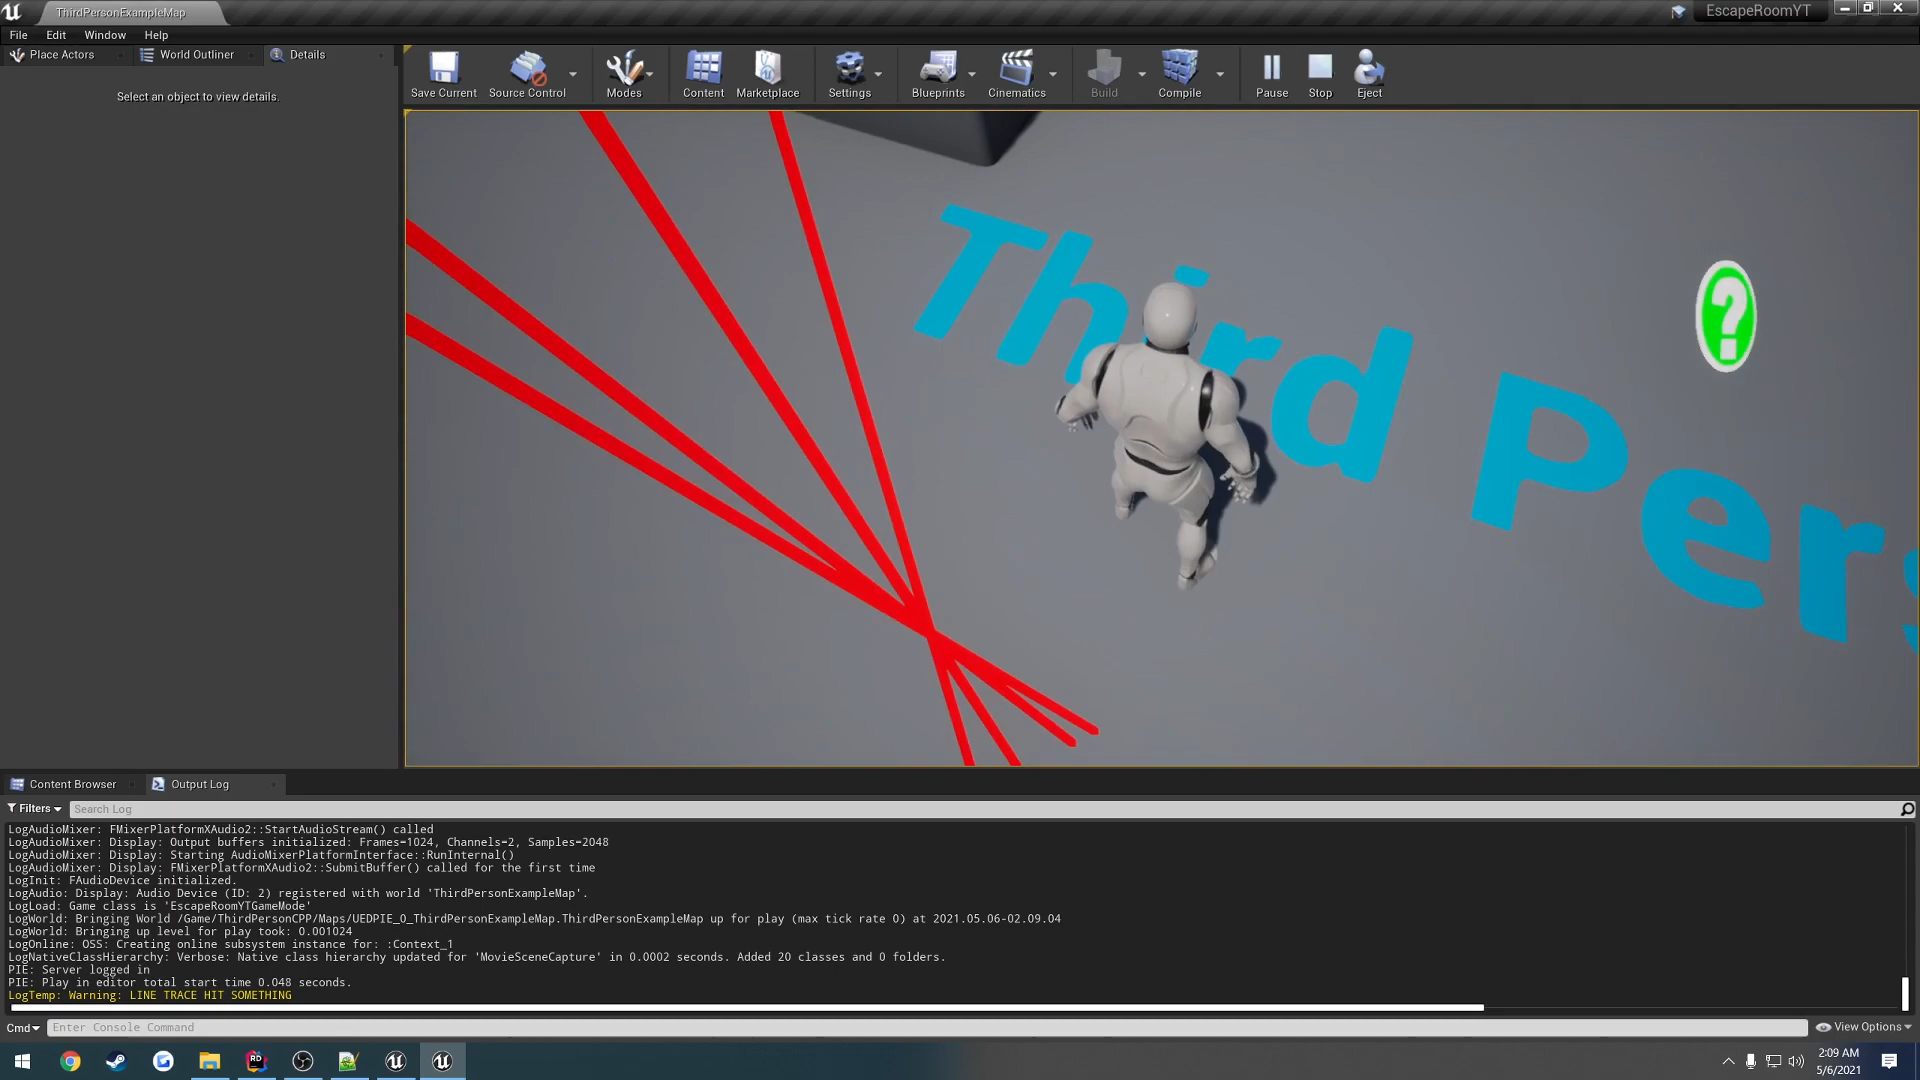 ThirdPersonExampleMap
EscapeRoomYT
File Edit Window Help
Place Actors World Outliner Details
Select an object to view details.
Save Current Source Control Modes Content Marketplace Settings Blueprints Cinematics Build Compile Pause Stop Eject
Third Pers
?
Content Browser Output Log
Filters Search Log
LogAudioMixer: FMixerPlatformXAudio2::StartAudioStream() called
LogAudioMixer: Display: Output buffers initialized: Frames=1024, Channels=2, Samples=2048
LogAudioMixer: Display: Starting AudioMixerPlatformInterface::RunInternal()
LogAudioMixer: Display: FMixerPlatformXAudio2::SubmitBuffer() called for the first time
LogInit: FAudioDevice initialized.
LogAudio: Display: Audio Device (ID: 2) registered with world 'ThirdPersonExampleMap'.
LogLoad: Game class is 'EscapeRoomYTGameMode'
LogWorld: Bringing World /Game/ThirdPersonCPP/Maps/UEDPIE_0_ThirdPersonExampleMap.ThirdPersonExampleMap up for play (max tick rate 0) at 2021.05.06-02.09.04
LogWorld: Bringing up level for play took: 0.001024
LogOnline: OSS: Creating online subsystem instance for: :Context_1
LogNativeClassHierarchy: Verbose: Native class hierarchy updated for 'MovieSceneCapture' in 0.0002 seconds. Added 20 classes and 0 folders.
PIE: Server logged in
PIE: Play in editor total start time 0.048 seconds.
LogTemp: Warning: LINE TRACE HIT SOMETHING
Cmd Enter Console Command View Options
RD
2:09 AM
5/6/2021